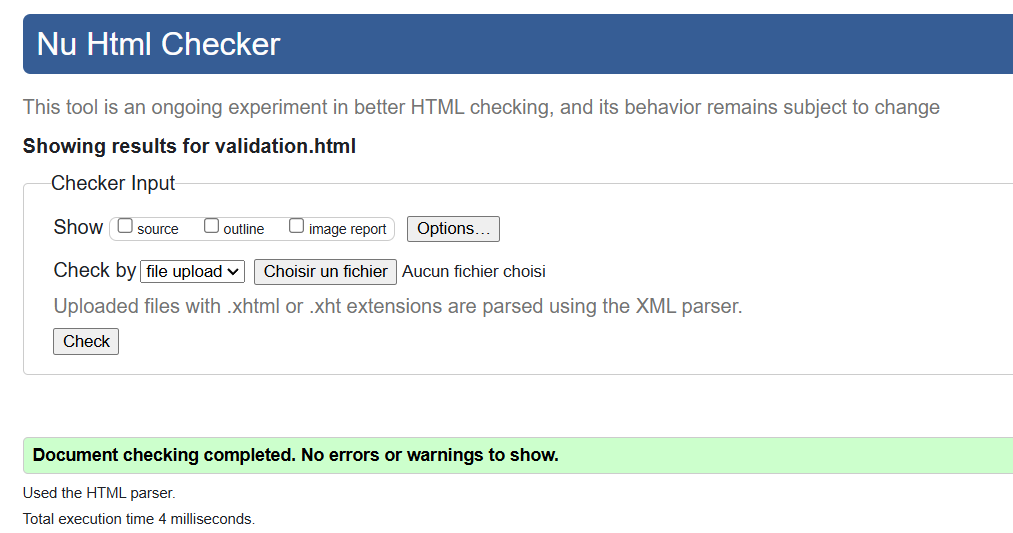 Nu Html Checker
This tool is an ongoing experiment in better HTML checking, and its behavior remains subject to change
Showing results for validation.html
Checker Input
Show source outline image report Options...
Check by file upload Choisir un fichier Aucun fichier choisi
Uploaded files with .xhtml or .xht extensions are parsed using the XML parser.
Check
Document checking completed. No errors or warnings to show.
Used the HTML parser.
Total execution time 4 milliseconds.